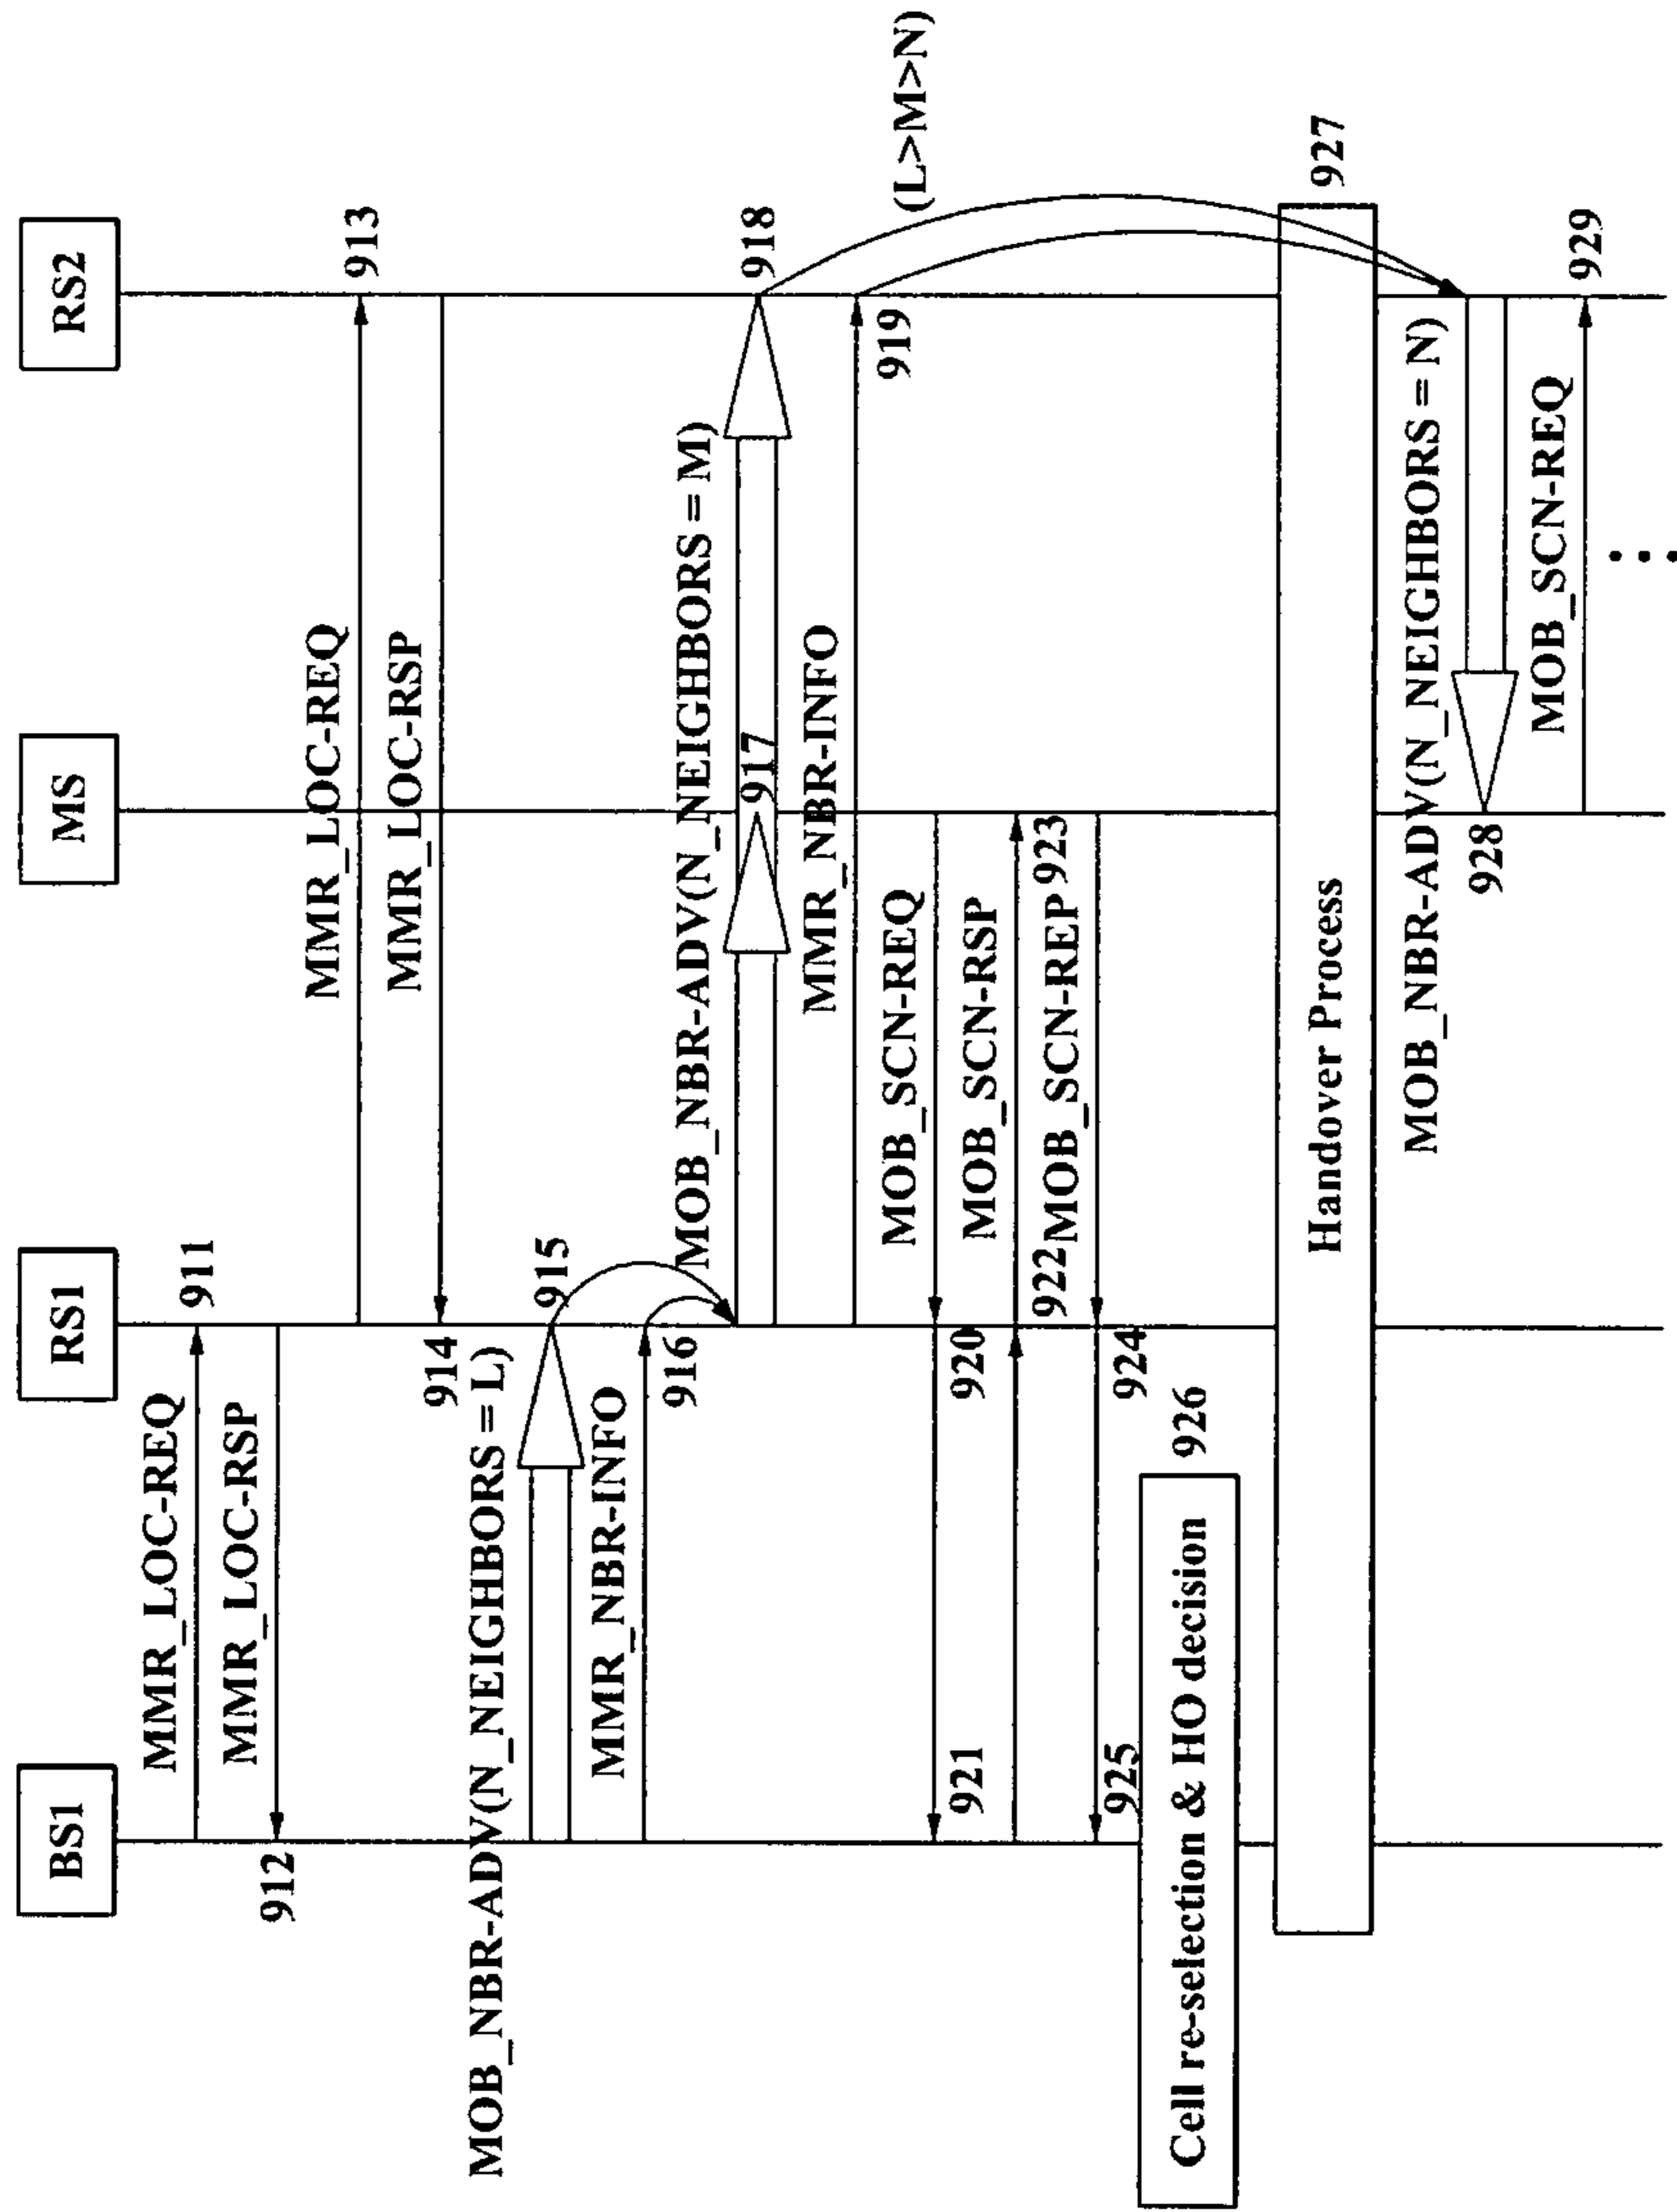 BS1
RS1
MS
RS2
MMR_LOC-REQ
911
MMR_LOC-RSP
912
MMR_LOC-REQ
913
MMR_LOC-RSP
914
MOB_NBR-ADV(N_NEIGHBORS = L)
915
MMR_NBR-INFO
916
MOB_NBR-ADV(N_NEIGHBORS = M)
917
918
MMR_NBR-INFO
919
(L>M>N)
MOB_SCN-REQ
920
921
MOB_SCN-RSP
922
923
MOB_SCN-REP
924
925
Cell re-selection & HO decision
926
Handover Process
927
MOB_NBR-ADV(N_NEIGHBORS = N)
928
MOB_SCN-REQ
929